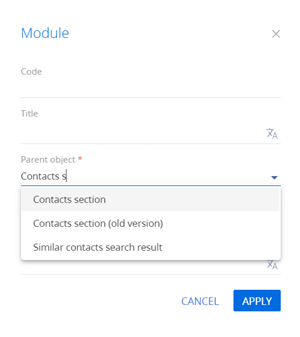 Module
Code
Title
Parent object *
Contacts s
Contacts section
Contacts section (old version)
Similar contacts search result
CANCEL
APPLY